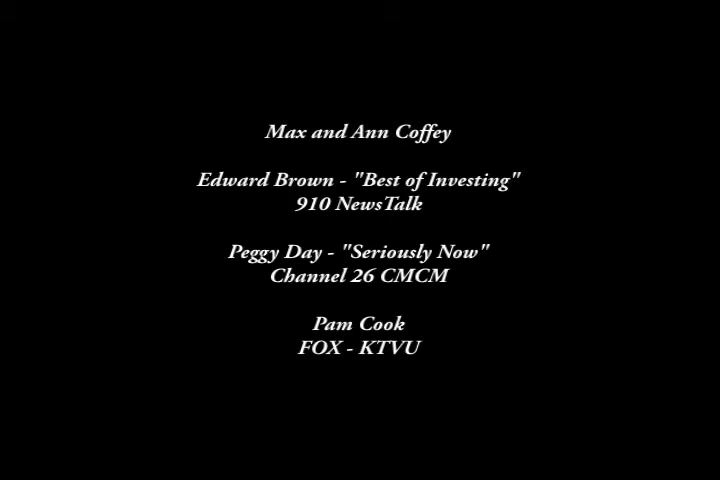 Max and Ann Coffey
Edward Brown - "Best of Investing"
910 NewsTalk
Peggy Day - "Seriously Now"
Channel 26 CMCM
Pam Cook
FOX - KTVU